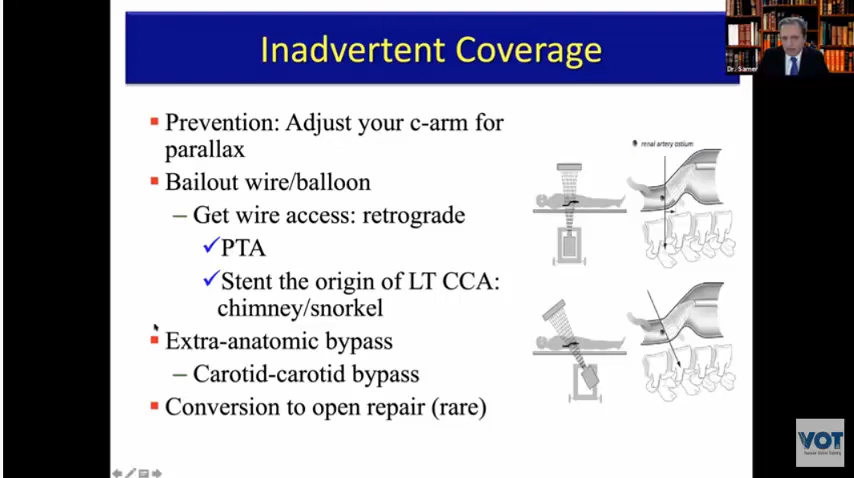 Inadvertent Coverage
Dr. Samer
▪ Prevention: Adjust your c-arm for
parallax
▪ Bailout wire/balloon
– Get wire access: retrograde
✓PTA
✓Stent the origin of LT CCA:
chimney/snorkel
▪ Extra-anatomic bypass
– Carotid-carotid bypass
▪ Conversion to open repair (rare)
renal artery ostium
VOT